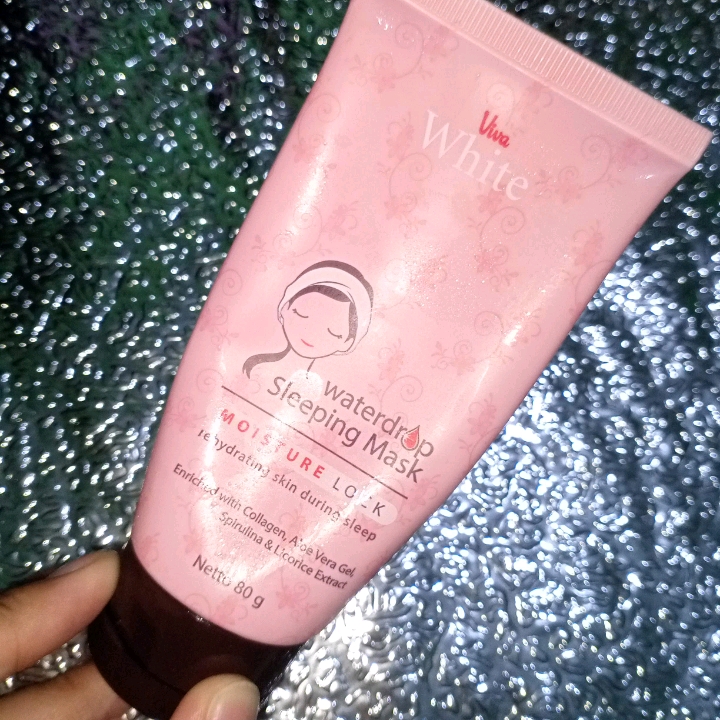 Viva
White
waterdrop
Sleeping Mask
MOISTURE LOCK
rehydrating skin during sleep
Enriched with Collagen, Aloe Vera Gel,
Spirulina & Licorice Extract
Netto 80 g